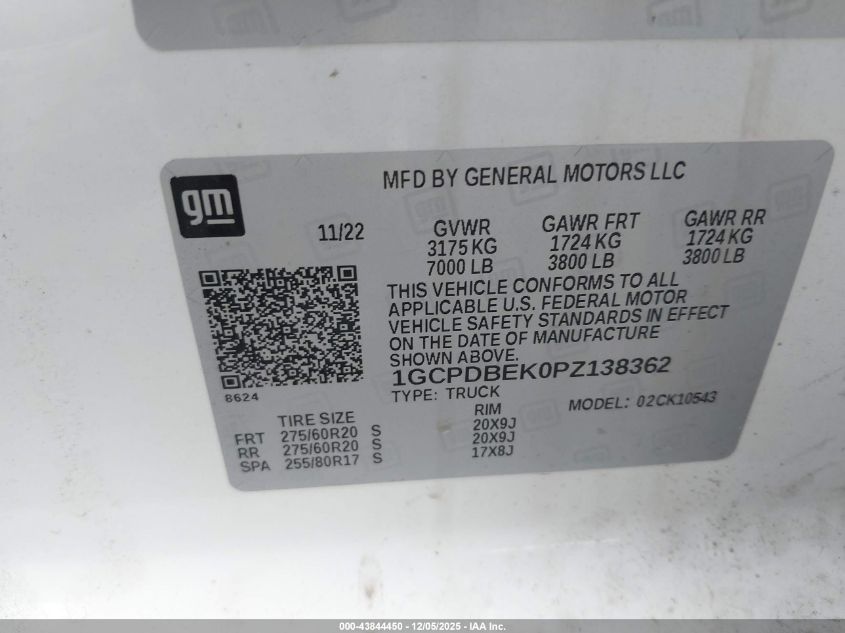 gm
MFD BY GENERAL MOTORS LLC
11/22
GVWR GAWR FRT GAWR RR
3175 KG 1724 KG 1724 KG
7000 LB 3800 LB 3800 LB
THIS VEHICLE CONFORMS TO ALL
APPLICABLE U.S. FEDERAL MOTOR
VEHICLE SAFETY STANDARDS IN EFFECT
ON THE DATE OF MANUFACTURE
SHOWN ABOVE.
1GCPDBEK0PZ138362
8624
TYPE: TRUCK
MODEL: 02CK10543
TIRE SIZE RIM
FRT 275/60R20 S 20X9J
RR 275/60R20 S 20X9J
SPA 255/80R17 S 17X8J
000-43844450 - 12/05/2025 - IAA Inc.